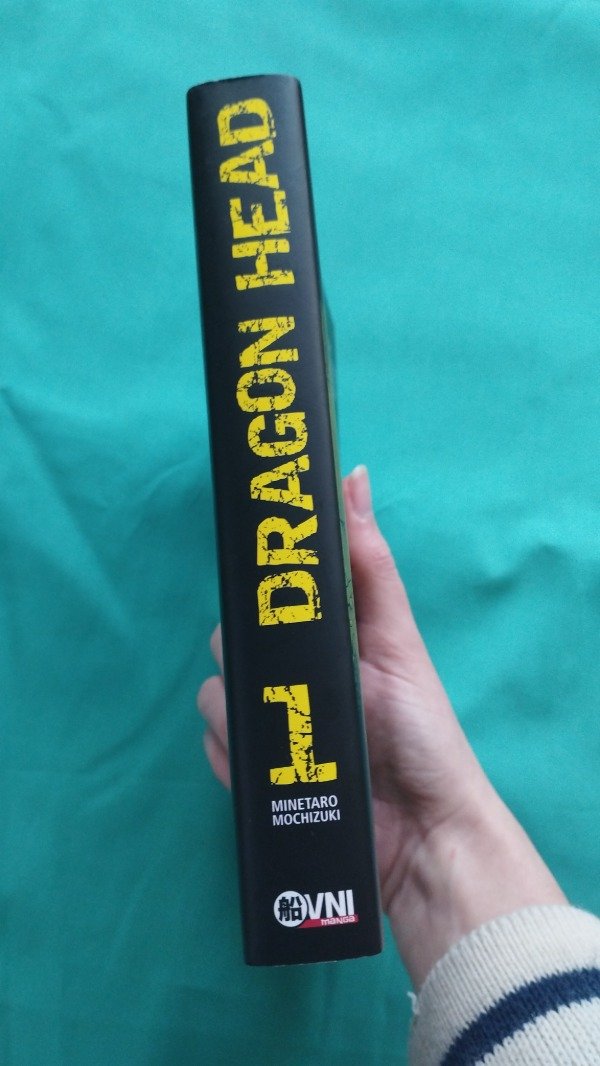 DRAGON HEAD
1
MINETARO
MOCHIZUKI
船 OVNI
manga